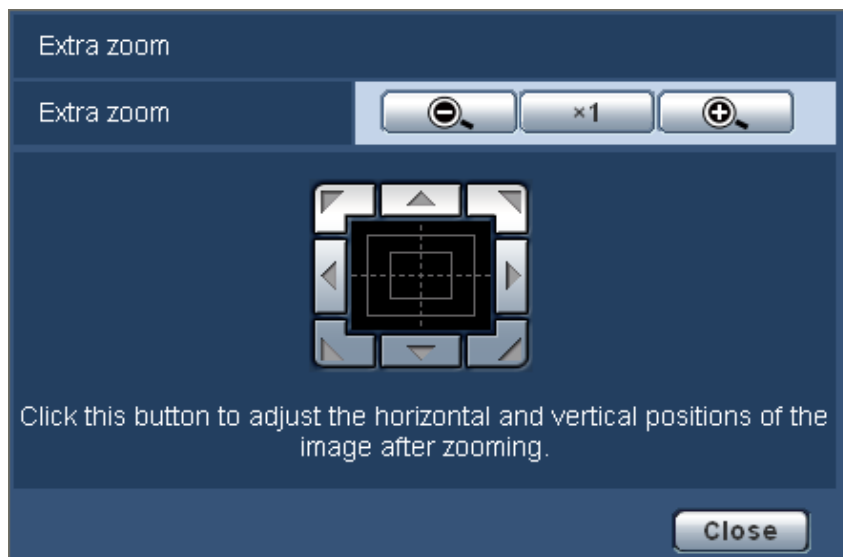 Extra zoom
Extra zoom
×1
Click this button to adjust the horizontal and vertical positions of the
image after zooming.
Close